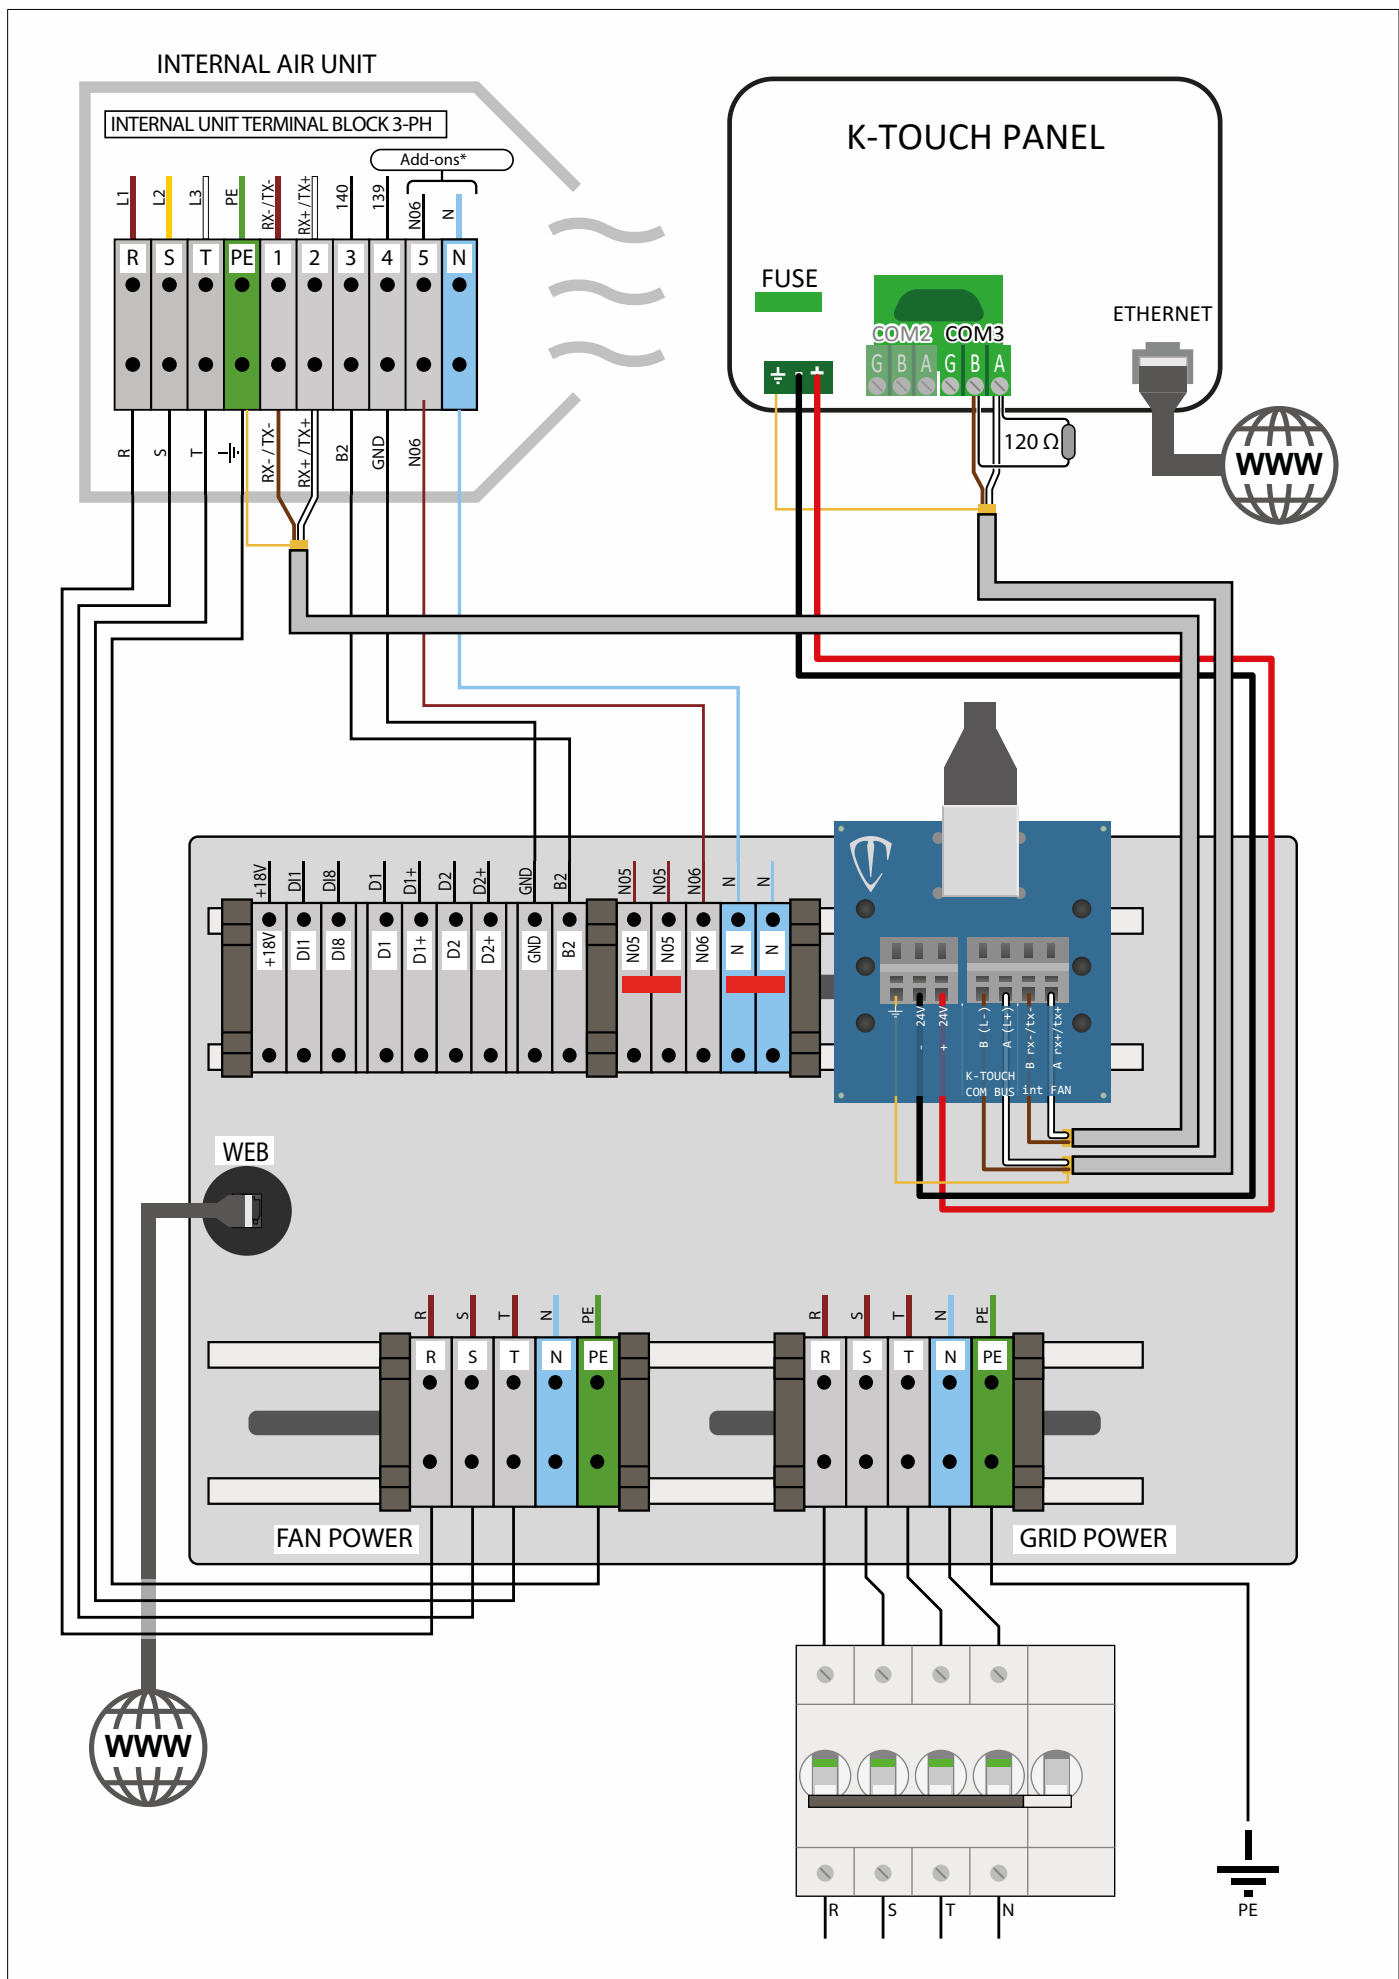 INTERNAL AIR UNIT
INTERNAL UNIT TERMINAL BLOCK 3-PH
Add-ons*
L1 L2 L3 PE RX-/TX- RX+/TX+ 140 139 N06 N
R S T PE 1 2 3 4 5 N
R S T RX-/TX- RX+/TX+ B2 GND N06
K-TOUCH PANEL
FUSE
COM2 COM3
G B A G B A
- +
ETHERNET
120 Ω
WWW
+18V DI1 DI8 D1 D1+ D2 D2+ GND B2 N05 N05 N06 N N
+18V DI1 DI8 D1 D1+ D2 D2+ GND B2 N05 N05 N06 N N
- 24V + 24V B (L-) A (L+) B rx-/tx- A rx+/tx+
K-TOUCH
COM BUS int FAN
WEB
R S T N PE
R S T N PE
FAN POWER
R S T N PE
R S T N PE
GRID POWER
WWW
R S T N
PE